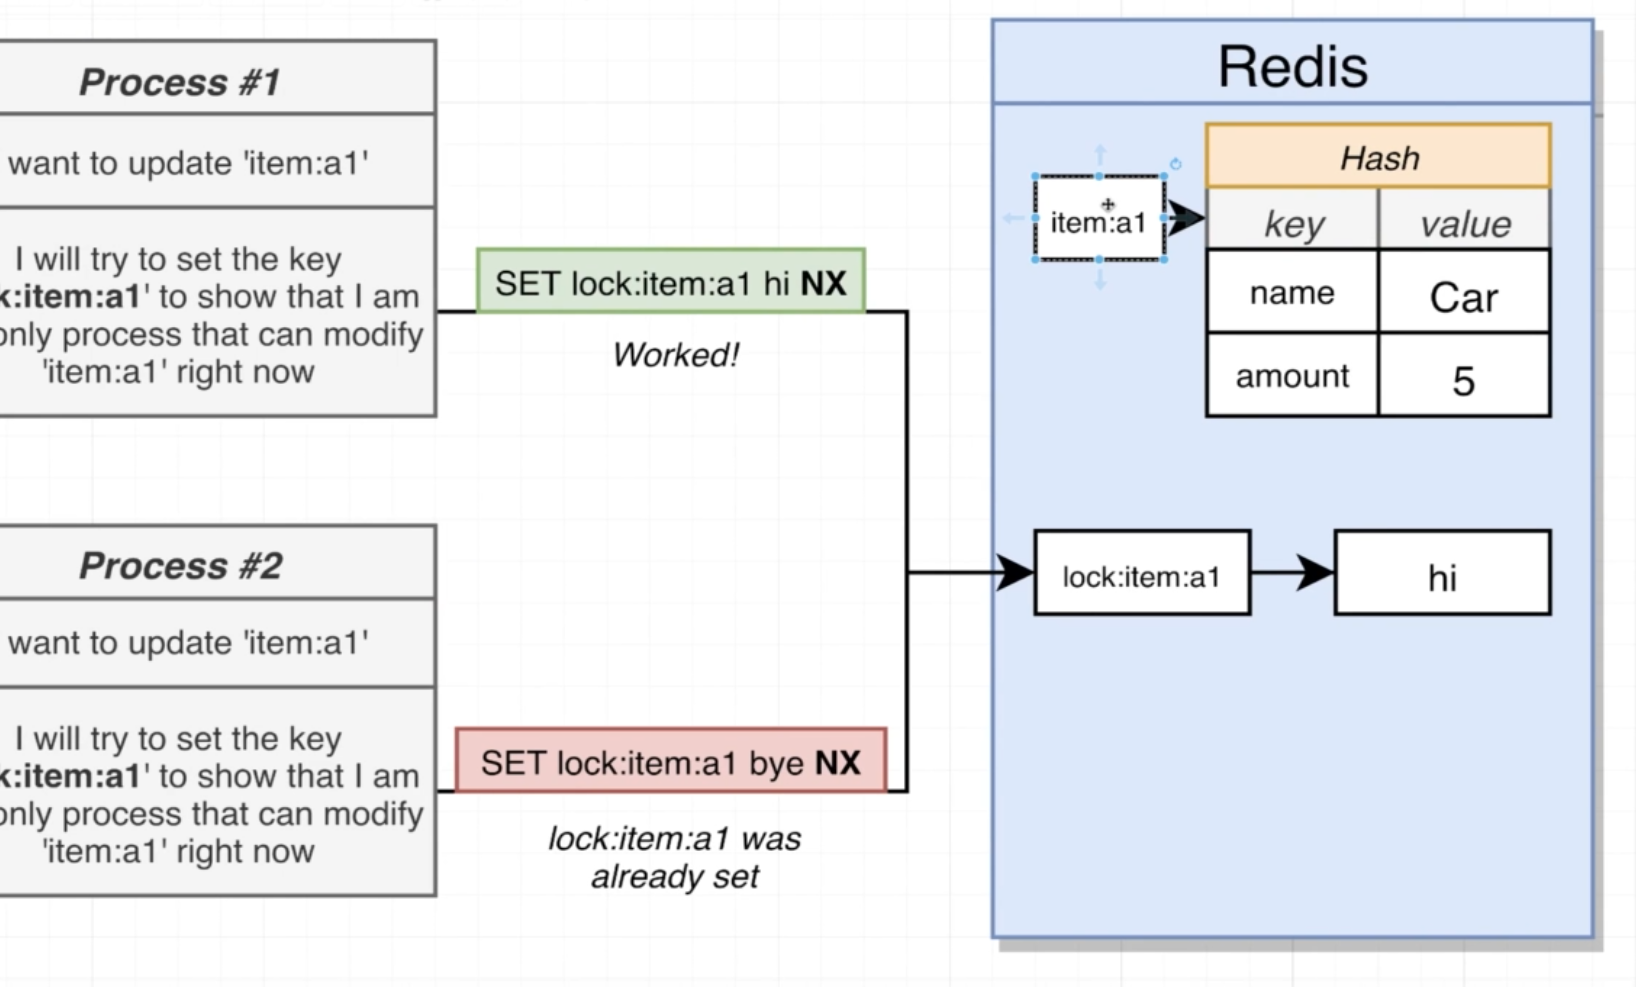 Process #1
want to update 'item:a1'
I will try to set the key
k:item:a1' to show that I am
only process that can modify
'item:a1' right now
SET lock:item:a1 hi NX
Worked!
Process #2
want to update 'item:a1'
I will try to set the key
k:item:a1' to show that I am
only process that can modify
'item:a1' right now
SET lock:item:a1 bye NX
lock:item:a1 was
already set
Redis
item:a1
Hash
key value
name Car
amount 5
lock:item:a1
hi